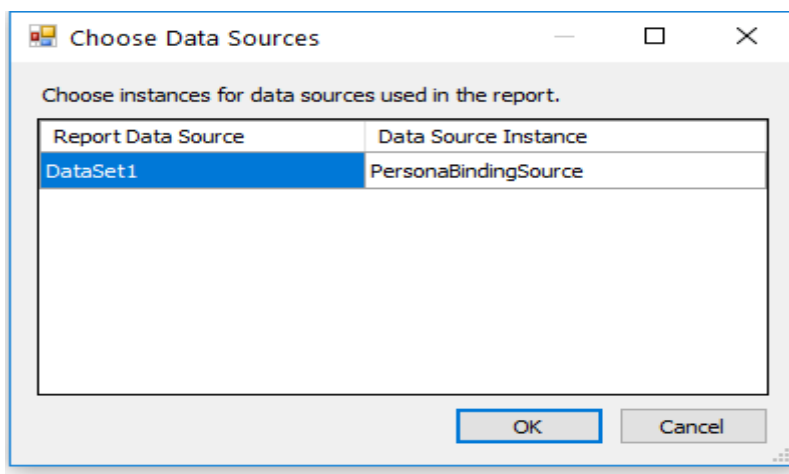 Choose Data Sources
Choose instances for data sources used in the report.
Report Data Source Data Source Instance
DataSet1 PersonaBindingSource
OK Cancel